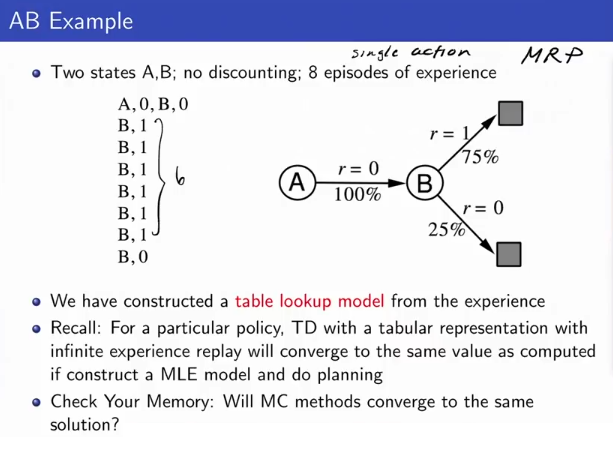 AB Example
single action MRP
Two states A,B; no discounting; 8 episodes of experience
A, 0, B, 0
B, 1
B, 1
B, 1
B, 1
B, 1
B, 1
B, 0
6
A
r = 0
100%
B
r = 1
75%
r = 0
25%
We have constructed a table lookup model from the experience
Recall: For a particular policy, TD with a tabular representation with
infinite experience replay will converge to the same value as computed
if construct a MLE model and do planning
Check Your Memory: Will MC methods converge to the same
solution?